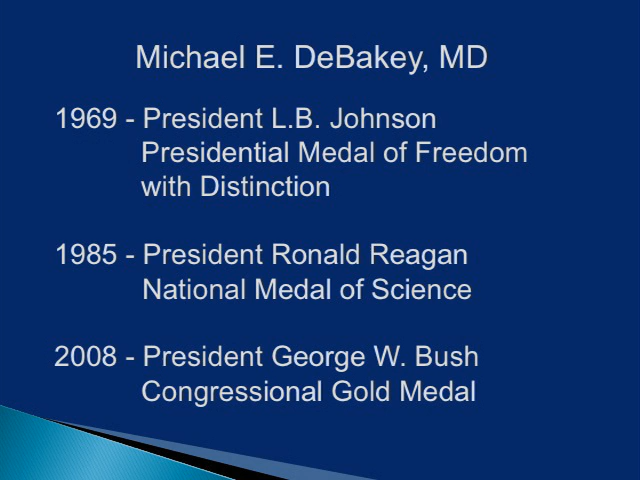 Michael E. DeBakey, MD
1969 - President L.B. Johnson
Presidential Medal of Freedom
with Distinction
1985 - President Ronald Reagan
National Medal of Science
2008 - President George W. Bush
Congressional Gold Medal